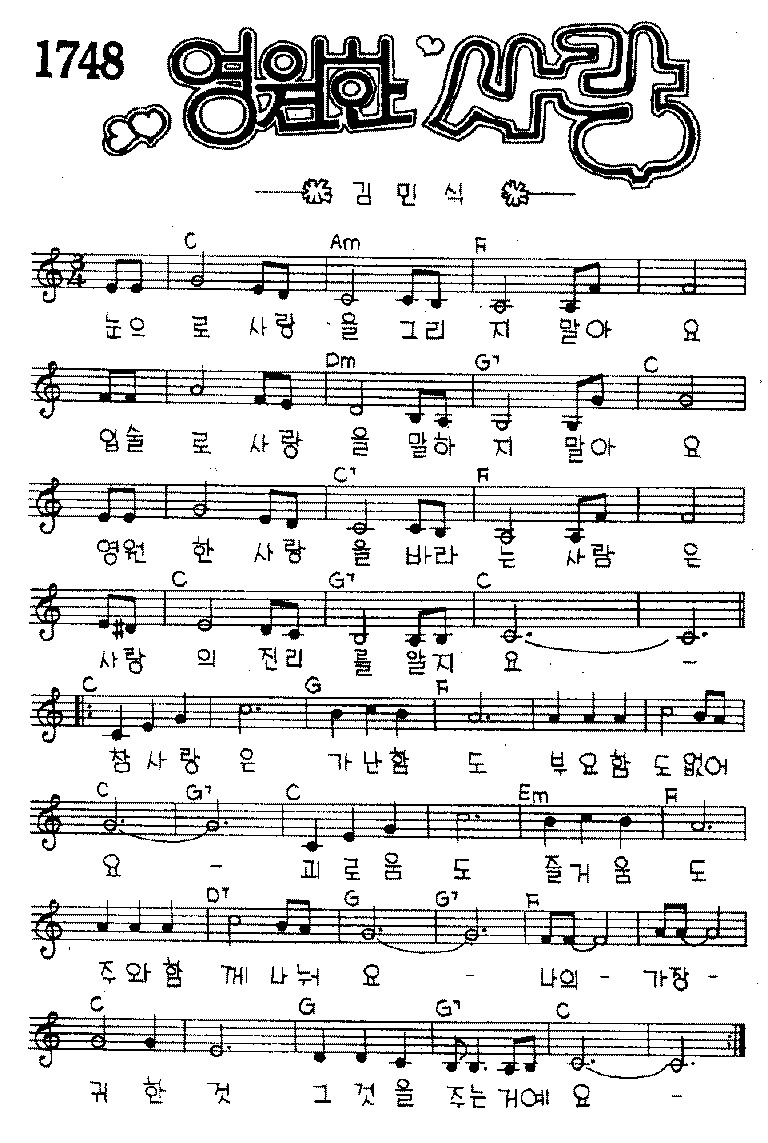 1748 영원한 사랑
김민식
C Am F
눈으 로 사랑 을 그리 지 말아 요
Dm G7 C
입술 로 사랑 을 말하 지 말아 요
C7 F
영원 한 사랑 을 바라 는 사람 은
C G7 C
사랑 의 진리 를 알지 요 -
C G F
참 사 랑 은 가 난 함 도 부 요 함 도 없어
C G7 C Em F
요 - 괴 로 움 도 즐 거 움 도
D7 G G7 F
주 와 함 께 나 눠 요 - 나의 - 가장 -
C G G7 C
귀 한 것 그 것 을 주는 거예 요 -